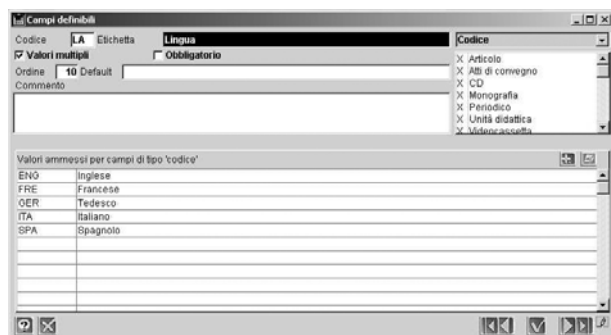 Campi definibili
Codice LA Etichetta Lingua Codice
Valori multipli Obbligatorio
Ordine 10 Default
Commento
X Articolo
X Atti di convegno
X CD
X Monografia
X Periodico
X Unità didattica
X Videocassetta
Valori ammessi per campi di tipo 'codice'
ENG Inglese
FRE Francese
GER Tedesco
ITA Italiano
SPA Spagnolo